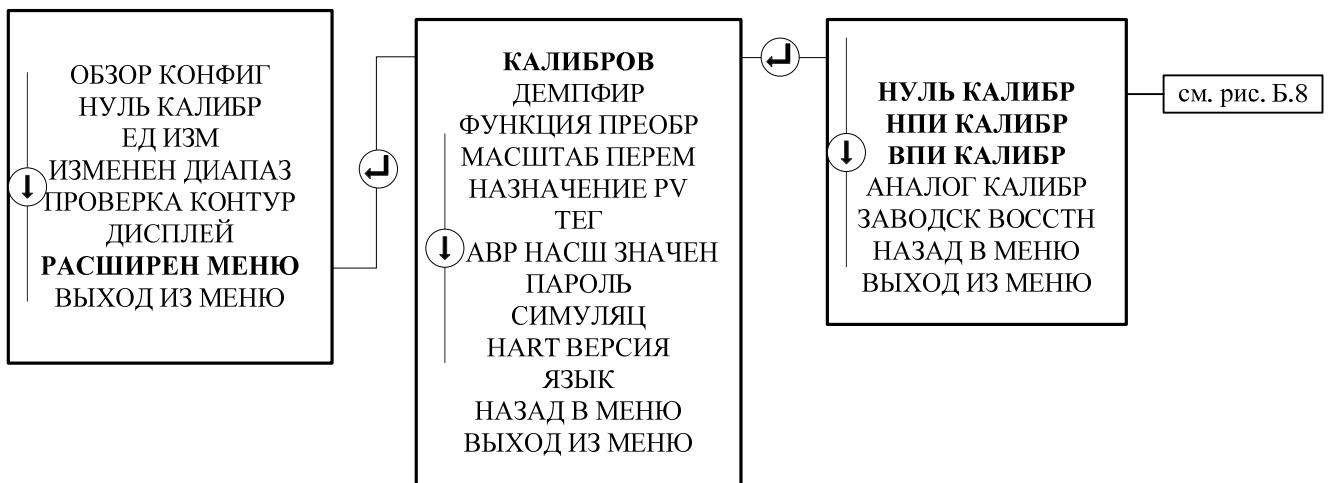 ОБЗОР КОНФИГ
НУЛЬ КАЛИБР
ЕД ИЗМ
ИЗМЕНЕН ДИАПАЗ
ПРОВЕРКА КОНТУР
ДИСПЛЕЙ
РАСШИРЕН МЕНЮ
ВЫХОД ИЗ МЕНЮ
КАЛИБРОВ
ДЕМПФИР
ФУНКЦИЯ ПРЕОБР
МАСШТАБ ПЕРЕМ
НАЗНАЧЕНИЕ PV
ТЕГ
АВР НАСШ ЗНАЧЕН
ПАРОЛЬ
СИМУЛЯЦ
HART ВЕРСИЯ
ЯЗЫК
НАЗАД В МЕНЮ
ВЫХОД ИЗ МЕНЮ
НУЛЬ КАЛИБР
НПИ КАЛИБР
ВПИ КАЛИБР
АНАЛОГ КАЛИБР
ЗАВОДСК ВОССТН
НАЗАД В МЕНЮ
ВЫХОД ИЗ МЕНЮ
см. рис. Б.8